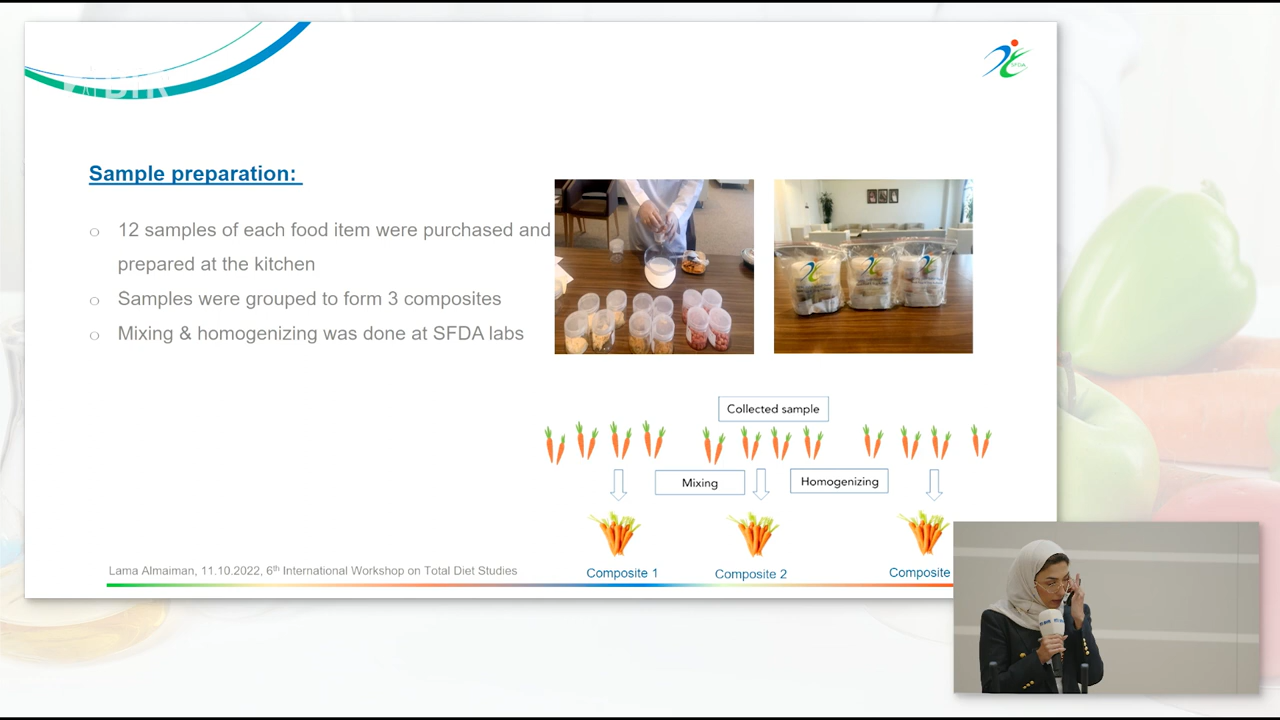 SFDA
Sample preparation:
12 samples of each food item were purchased and
prepared at the kitchen
Samples were grouped to form 3 composites
Mixing & homogenizing was done at SFDA labs
Collected sample
Mixing
Homogenizing
Composite 1
Composite 2
Composite
Lama Almaiman, 11.10.2022, 6th International Workshop on Total Diet Studies